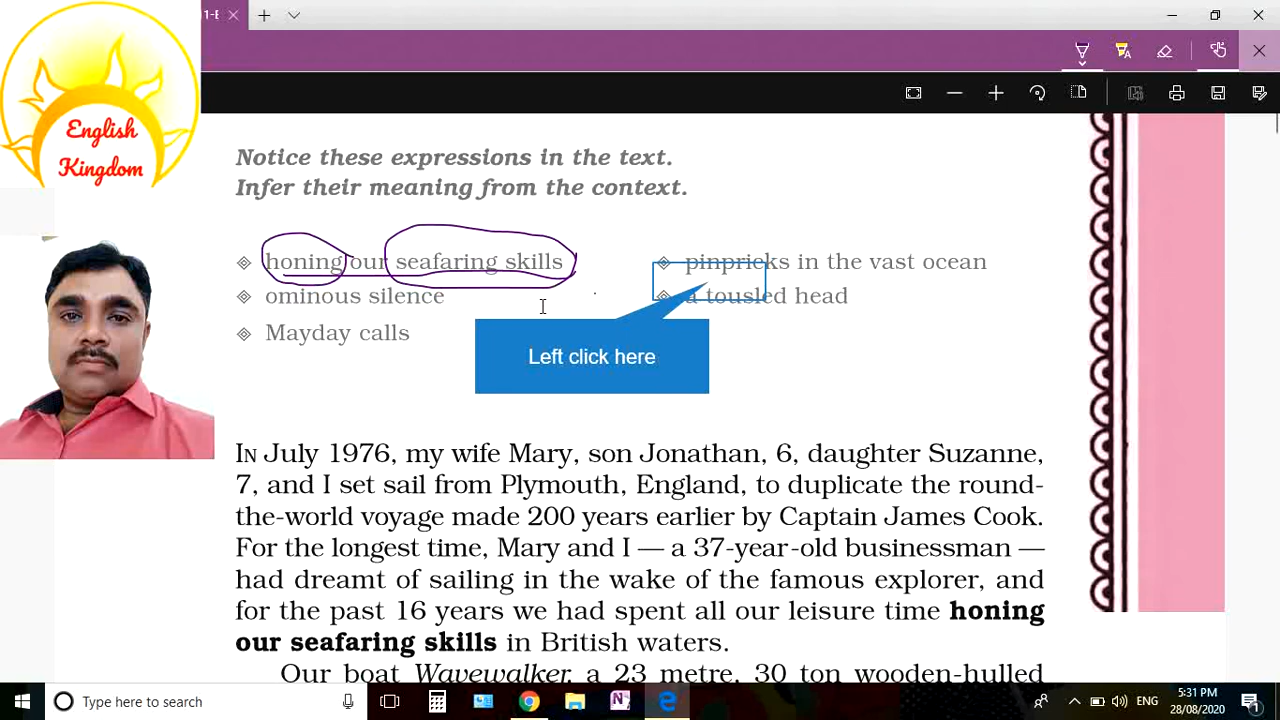 1-E
English
Kingdom
Notice these expressions in the text.
Infer their meaning from the context.
honing our seafaring skills
ominous silence
Mayday calls
pinpricks in the vast ocean
a tousled head
Left click here
IN July 1976, my wife Mary, son Jonathan, 6, daughter Suzanne,
7, and I set sail from Plymouth, England, to duplicate the round-
the-world voyage made 200 years earlier by Captain James Cook.
For the longest time, Mary and I — a 37-year-old businessman —
had dreamt of sailing in the wake of the famous explorer, and
for the past 16 years we had spent all our leisure time honing
our seafaring skills in British waters.
Our boat Wavewalker, a 23 metre, 30 ton wooden-hulled
Type here to search
ENG
5:31 PM
28/08/2020
1